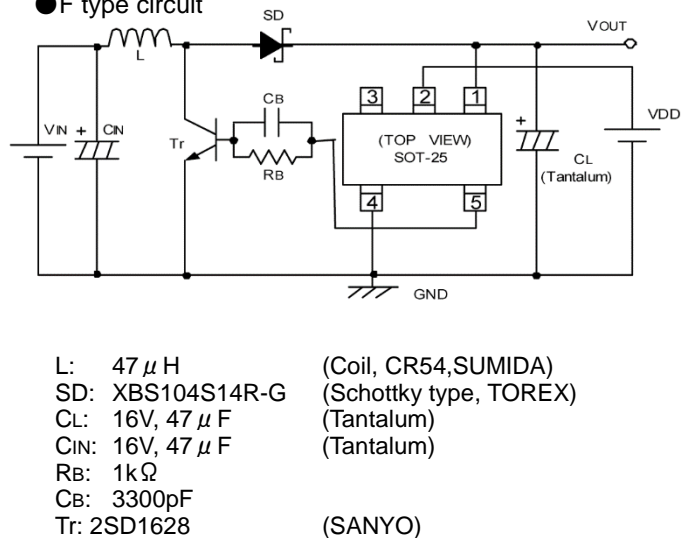 ●F type circuit
SD
VOUT
L
CB
3 2 1
VDD
VIN + CIN
Tr
(TOP VIEW)
SOT-25
+
RB
CL
(Tantalum)
4 5
GND
L: 47μH (Coil, CR54,SUMIDA)
SD: XBS104S14R-G (Schottky type, TOREX)
CL: 16V, 47μF (Tantalum)
CIN: 16V, 47μF (Tantalum)
RB: 1kΩ
CB: 3300pF
Tr: 2SD1628 (SANYO)